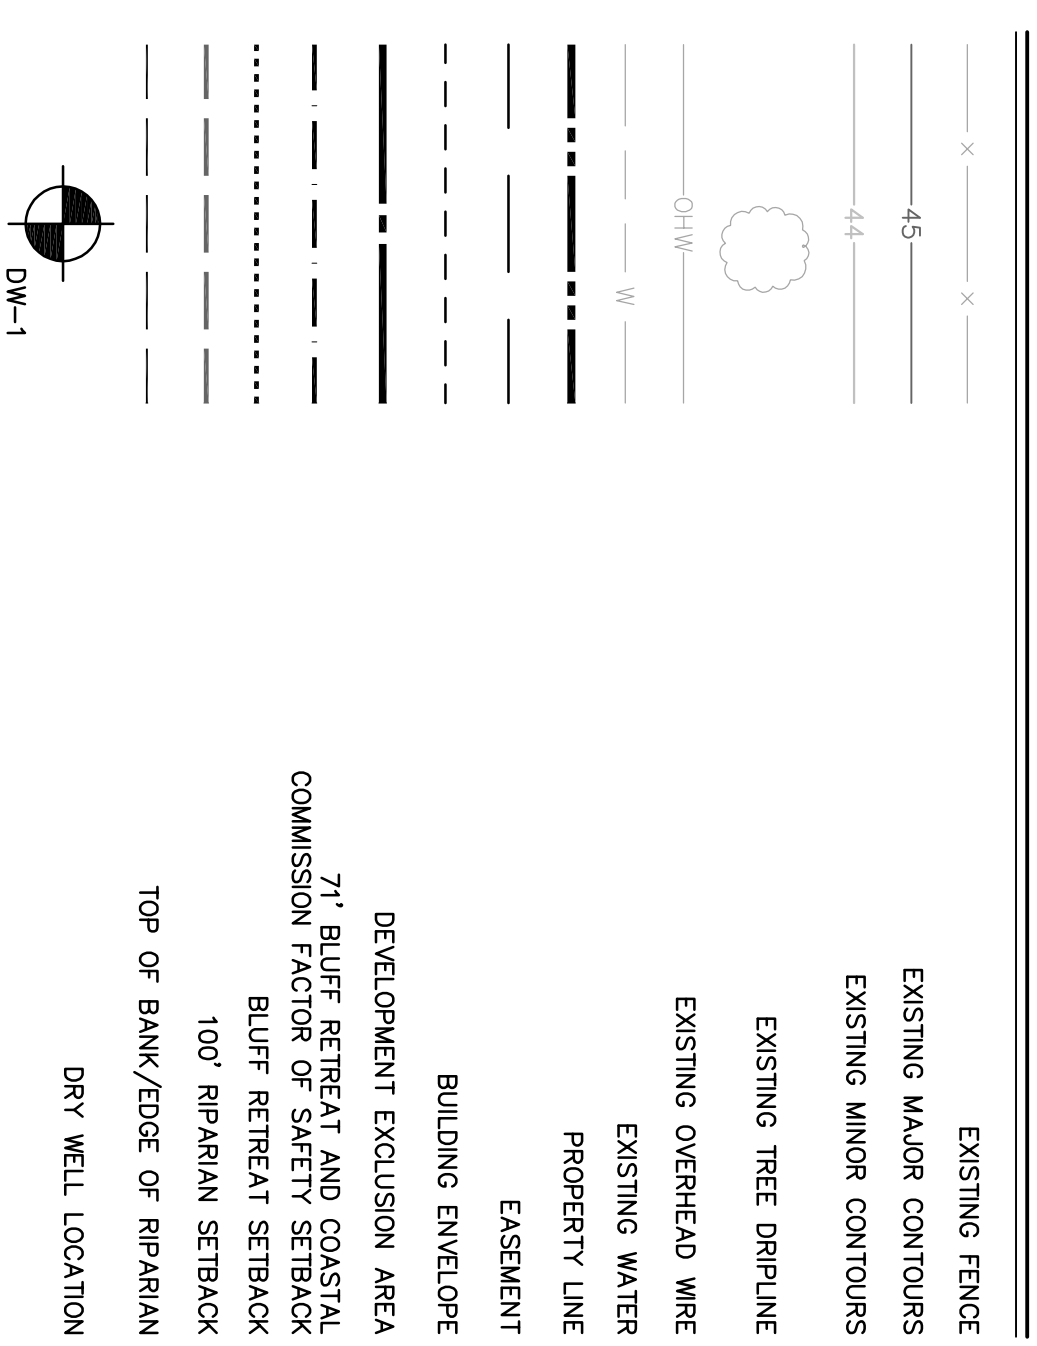 X X EXISTING FENCE
45 EXISTING MAJOR CONTOURS
44 EXISTING MINOR CONTOURS
EXISTING TREE DRIPLINE
OHW EXISTING OVERHEAD WIRE
W EXISTING WATER
PROPERTY LINE
EASEMENT
BUILDING ENVELOPE
DEVELOPMENT EXCLUSION AREA
71' BLUFF RETREAT AND COASTAL
COMMISSION FACTOR OF SAFETY SETBACK
BLUFF RETREAT SETBACK
100' RIPARIAN SETBACK
TOP OF BANK/EDGE OF RIPARIAN
DRY WELL LOCATION
DW-1